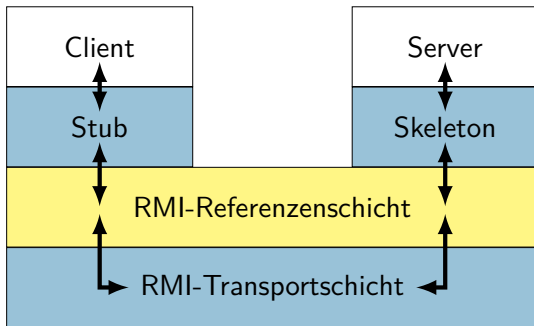 Client
Server
Stub
Skeleton
RMI-Referenzenschicht
RMI-Transportschicht